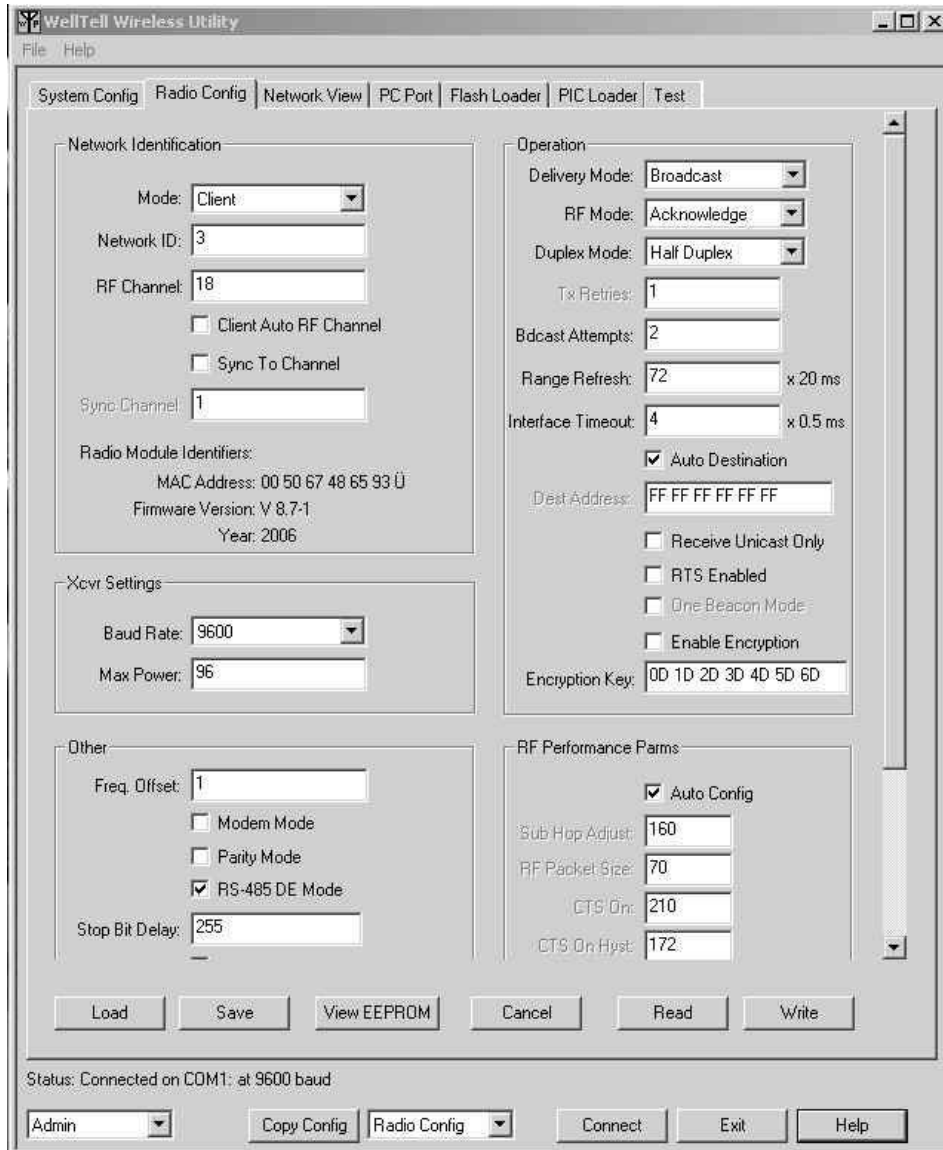 WellTell Wireless Utility
File Help
System Config Radio Config Network View PC Port Flash Loader PIC Loader Test
Network Identification
Mode: Client
Network ID: 3
RF Channel: 18
Client Auto RF Channel
Sync To Channel
Sync Channel: 1
Radio Module Identifiers:
MAC Address: 00 50 67 48 65 93 Ü
Firmware Version: V 8.7-1
Year: 2006
Xcvr Settings
Baud Rate: 9600
Max Power: 96
Other
Freq. Offset: 1
Modem Mode
Parity Mode
RS-485 DE Mode
Stop Bit Delay: 255
Operation
Delivery Mode: Broadcast
RF Mode: Acknowledge
Duplex Mode: Half Duplex
Tx Retries: 1
Bdcast Attempts: 2
Range Refresh: 72 x 20 ms
Interface Timeout: 4 x 0.5 ms
Auto Destination
Dest Address: FF FF FF FF FF FF
Receive Unicast Only
RTS Enabled
One Beacon Mode
Enable Encryption
Encryption Key: 0D 1D 2D 3D 4D 5D 6D
RF Performance Parms
Auto Config
Sub Hop Adjust: 160
RF Packet Size: 70
CTS On: 210
CTS On Hyst: 172
Load Save View EEPROM Cancel Read Write
Status: Connected on COM1: at 9600 baud
Admin Copy Config Radio Config Connect Exit Help